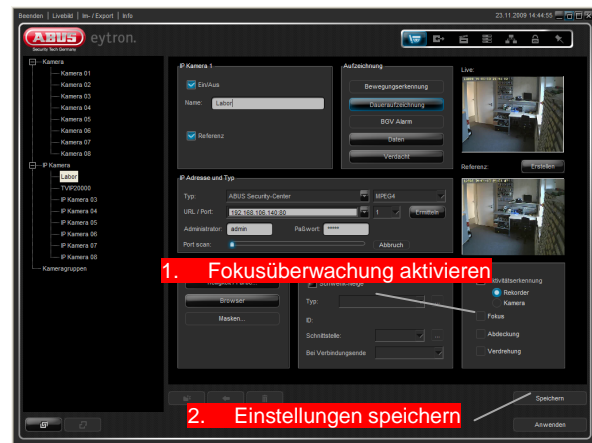 Beenden | Livebild | Im- / Export | Info
23.11.2009 14:44:55
ABUS
Security Tech Germany
eytron.
Kamera
Kamera 01
Kamera 02
Kamera 03
Kamera 04
Kamera 05
Kamera 06
Kamera 07
Kamera 08
IP Kamera
Labor
TVIP20000
IP Kamera 03
IP Kamera 04
IP Kamera 05
IP Kamera 06
IP Kamera 07
IP Kamera 08
Kameragruppen
IP Kamera 1
Ein/Aus
Name: Labor
Referenz
Aufzeichnung
Bewegungserkennung
Daueraufzeichnung
BGV Alarm
Daten
Verdacht
Live:
Referenz: Erstellen
IP Adresse und Typ
Typ: ABUS Security-Center MPEG4
URL / Port: 192.168.106.140:80 1 Ermitteln
Administrator: admin Paßwort: *****
Port scan: Abbruch
1. Fokusüberwachung aktivieren
Browser
Masken...
Schwenk-Neige
Typ: ...
ID:
Schnittstelle: ...
Bei Verbindungsende
Aktivitätserkennung
Rekorder
Kamera
Fokus
Abdeckung
Verdrehung
2. Einstellungen speichern
Speichern
Anwenden